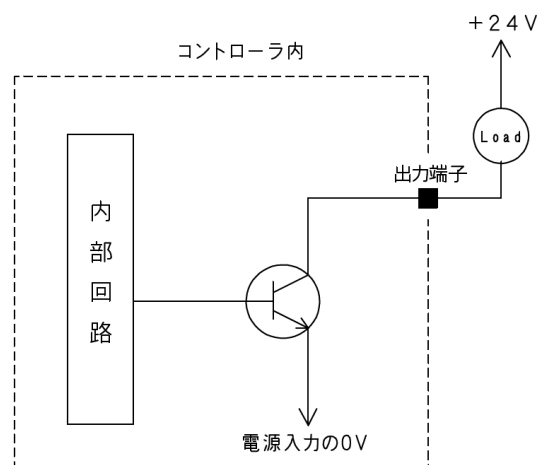 +24V
コントローラ内
Load
出力端子
内部回路
電源入力の0V